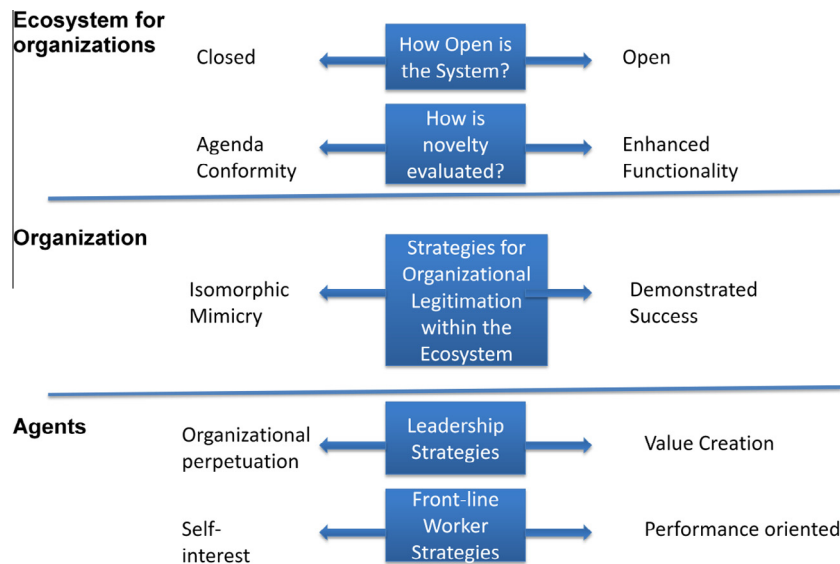 Ecosystem for
organizations
Closed
How Open is
the System?
Open
Agenda
Conformity
How is
novelty
evaluated?
Enhanced
Functionality
Organization
Isomorphic
Mimicry
Strategies for
Organizational
Legitimation
within the
Ecosystem
Demonstrated
Success
Agents
Organizational
perpetuation
Leadership
Strategies
Value Creation
Self-
interest
Front-line
Worker
Strategies
Performance oriented